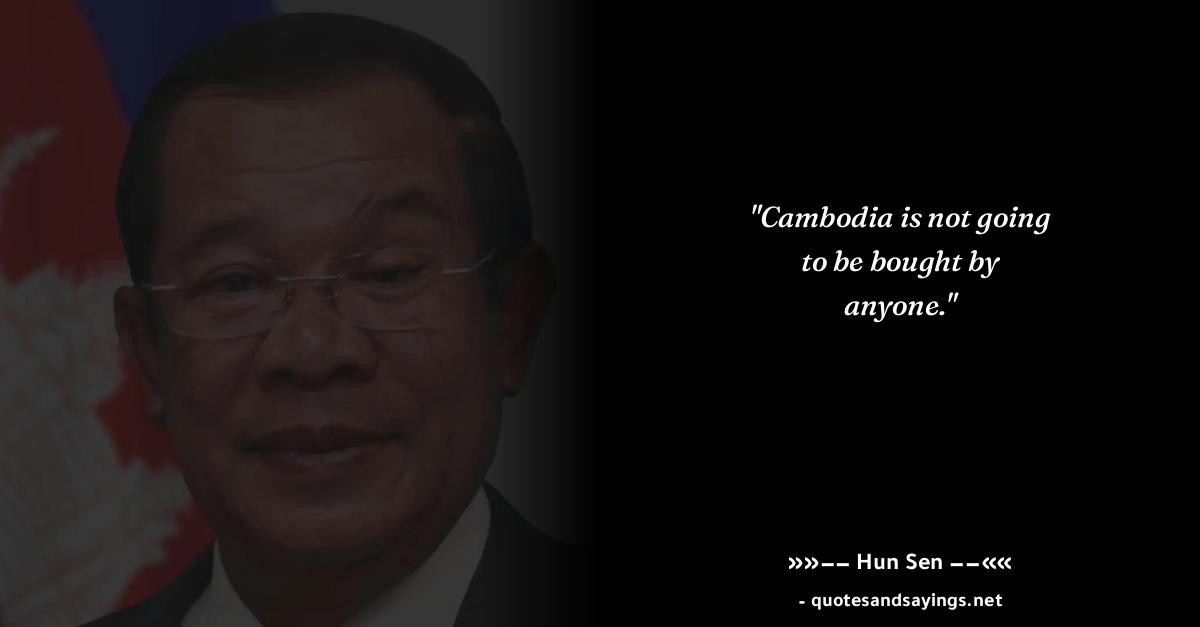 "Cambodia is not going
to be bought by
anyone."
»»–– Hun Sen ––««
- quotesandsayings.net